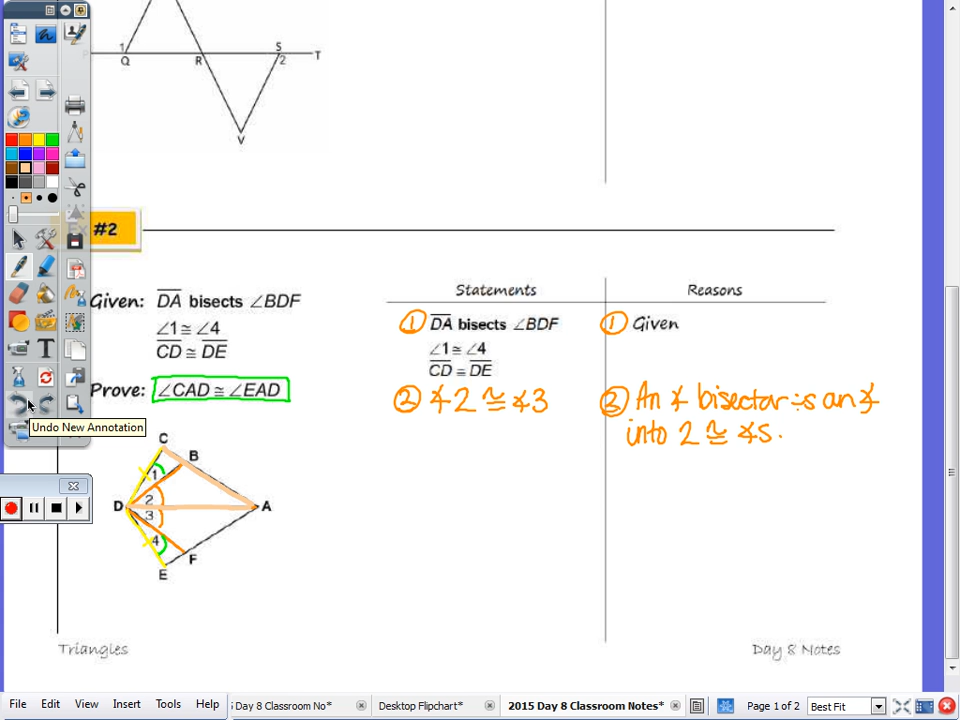 1
S
P
Q
R
2
T
V
#2
Statements
Reasons
Given: DA bisects ∠BDF
∠1 ≅ ∠4
CD ≅ DE
Prove: ∠CAD ≅ ∠EAD
① DA bisects ∠BDF
∠1 ≅ ∠4
CD ≅ DE
① Given
② ∡2 ≅ ∡3
② An ∡ bisector ÷s an ∡
into 2 ≅ ∡s.
Undo New Annotation
C
B
1
D
2
A
3
4
F
E
Triangles
Day 8 Notes
File Edit View Insert Tools Help
5 Day 8 Classroom No* Desktop Flipchart* 2015 Day 8 Classroom Notes* Page 1 of 2 Best Fit